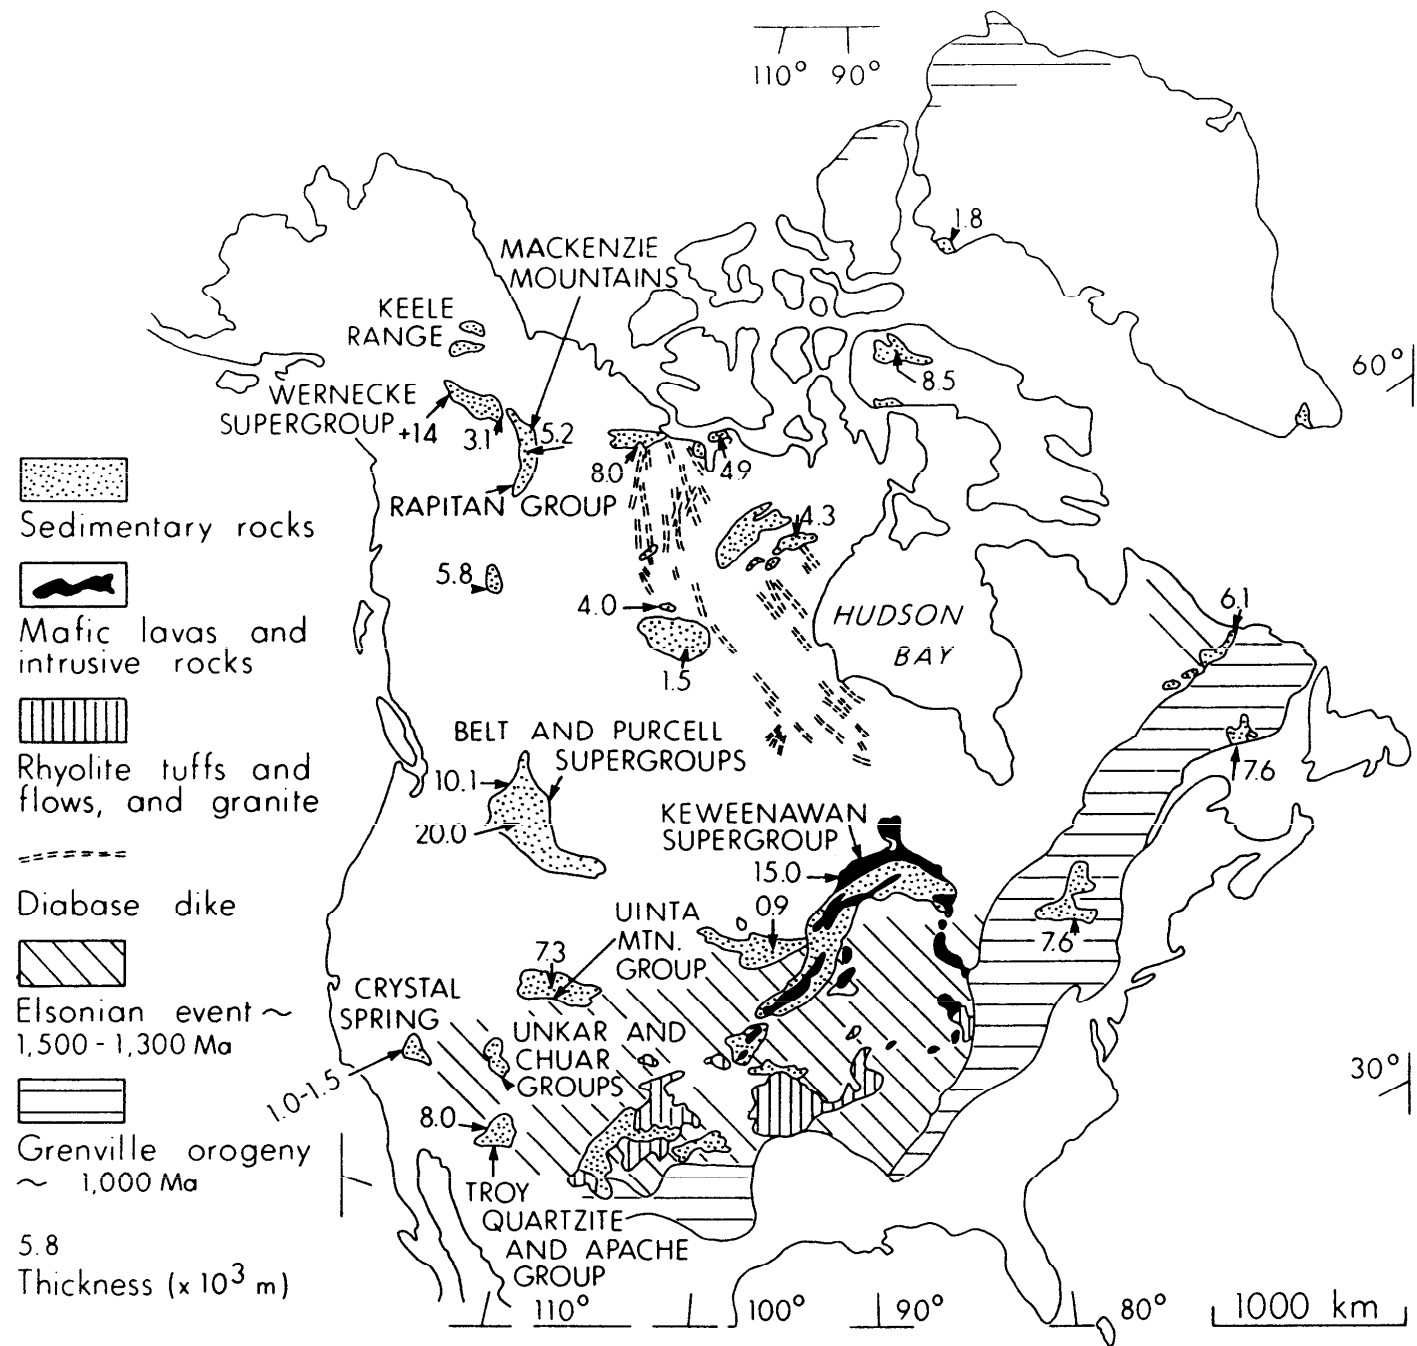 110° 90°
1.8
MACKENZIE
MOUNTAINS
KEELE
RANGE
60°
8.5
WERNECKE
SUPERGROUP
+14
3.1
5.2
8.0
4.9
RAPITAN GROUP
4.3
5.8
4.0
1.5
HUDSON
BAY
6.1
7.6
BELT AND PURCELL
SUPERGROUPS
10.1
20.0
KEWEENAWAN
SUPERGROUP
15.0
0.9
UINTA
MTN.
GROUP
7.6
7.3
CRYSTAL
SPRING
UNKAR AND
CHUAR
GROUPS
1.0-1.5
30°
8.0
TROY
QUARTZITE
AND APACHE
GROUP
Sedimentary rocks
Mafic lavas and
intrusive rocks
Rhyolite tuffs and
flows, and granite
Diabase dike
Elsonian event ~
1,500 - 1,300 Ma
Grenville orogeny
~ 1,000 Ma
5.8
Thickness (x 10³ m)
110° 100° 90° 80°
1000 km